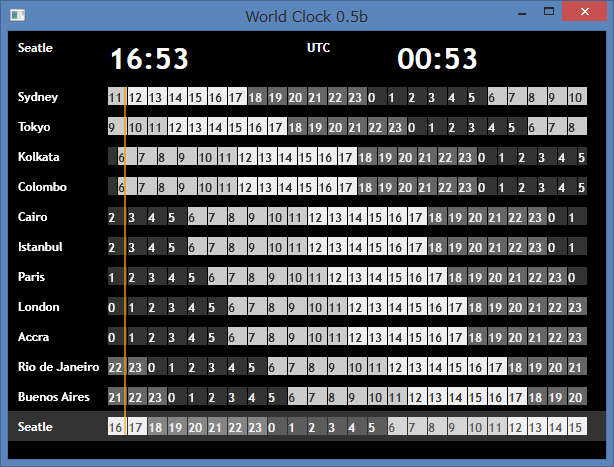 World Clock 0.5b
Seatle 16:53 UTC 00:53
Sydney 11 12 13 14 15 16 17 18 19 20 21 22 23 0 1 2 3 4 5 6 7 8 9 10
Tokyo 9 10 11 12 13 14 15 16 17 18 19 20 21 22 23 0 1 2 3 4 5 6 7 8
Kolkata 6 7 8 9 10 11 12 13 14 15 16 17 18 19 20 21 22 23 0 1 2 3 4 5
Colombo 6 7 8 9 10 11 12 13 14 15 16 17 18 19 20 21 22 23 0 1 2 3 4 5
Cairo 2 3 4 5 6 7 8 9 10 11 12 13 14 15 16 17 18 19 20 21 22 23 0 1
Istanbul 2 3 4 5 6 7 8 9 10 11 12 13 14 15 16 17 18 19 20 21 22 23 0 1
Paris 1 2 3 4 5 6 7 8 9 10 11 12 13 14 15 16 17 18 19 20 21 22 23 0
London 0 1 2 3 4 5 6 7 8 9 10 11 12 13 14 15 16 17 18 19 20 21 22 23
Accra 0 1 2 3 4 5 6 7 8 9 10 11 12 13 14 15 16 17 18 19 20 21 22 23
Rio de Janeiro 22 23 0 1 2 3 4 5 6 7 8 9 10 11 12 13 14 15 16 17 18 19 20 21
Buenos Aires 21 22 23 0 1 2 3 4 5 6 7 8 9 10 11 12 13 14 15 16 17 18 19 20
Seatle 16 17 18 19 20 21 22 23 0 1 2 3 4 5 6 7 8 9 10 11 12 13 14 15